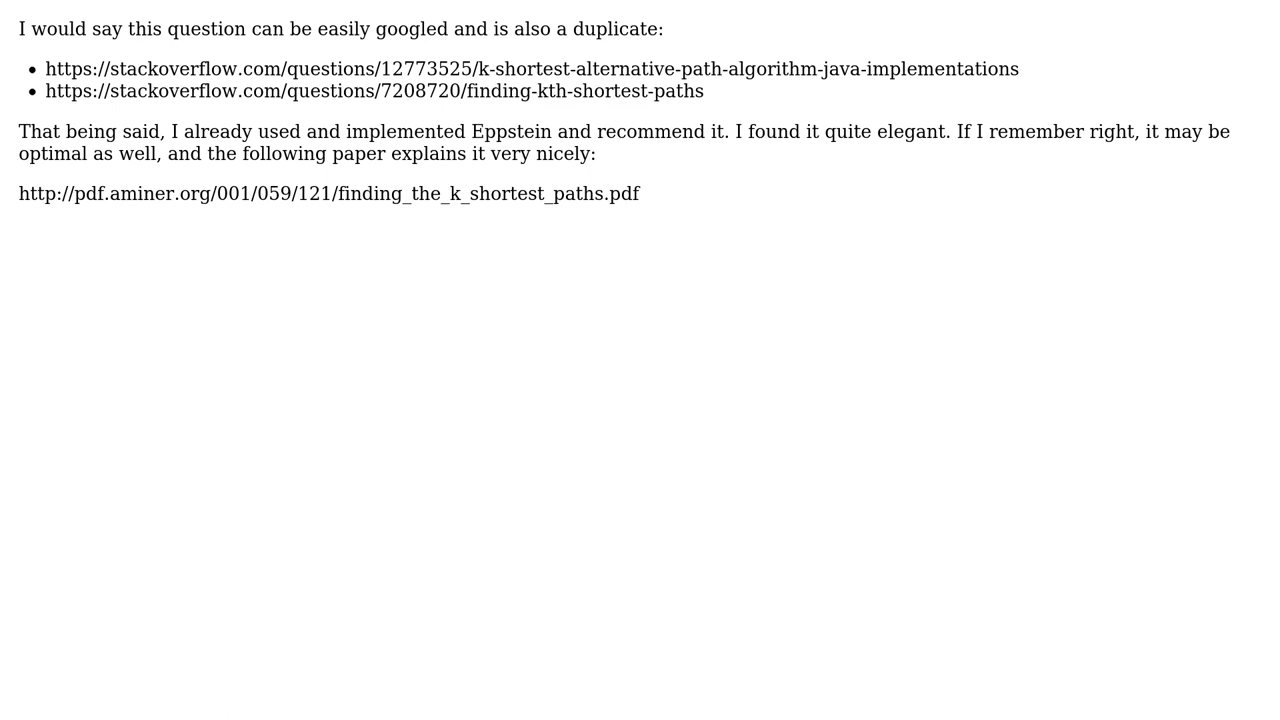 I would say this question can be easily googled and is also a duplicate:
• https://stackoverflow.com/questions/12773525/k-shortest-alternative-path-algorithm-java-implementations
• https://stackoverflow.com/questions/7208720/finding-kth-shortest-paths
That being said, I already used and implemented Eppstein and recommend it. I found it quite elegant. If I remember right, it may be
optimal as well, and the following paper explains it very nicely:
http://pdf.aminer.org/001/059/121/finding_the_k_shortest_paths.pdf